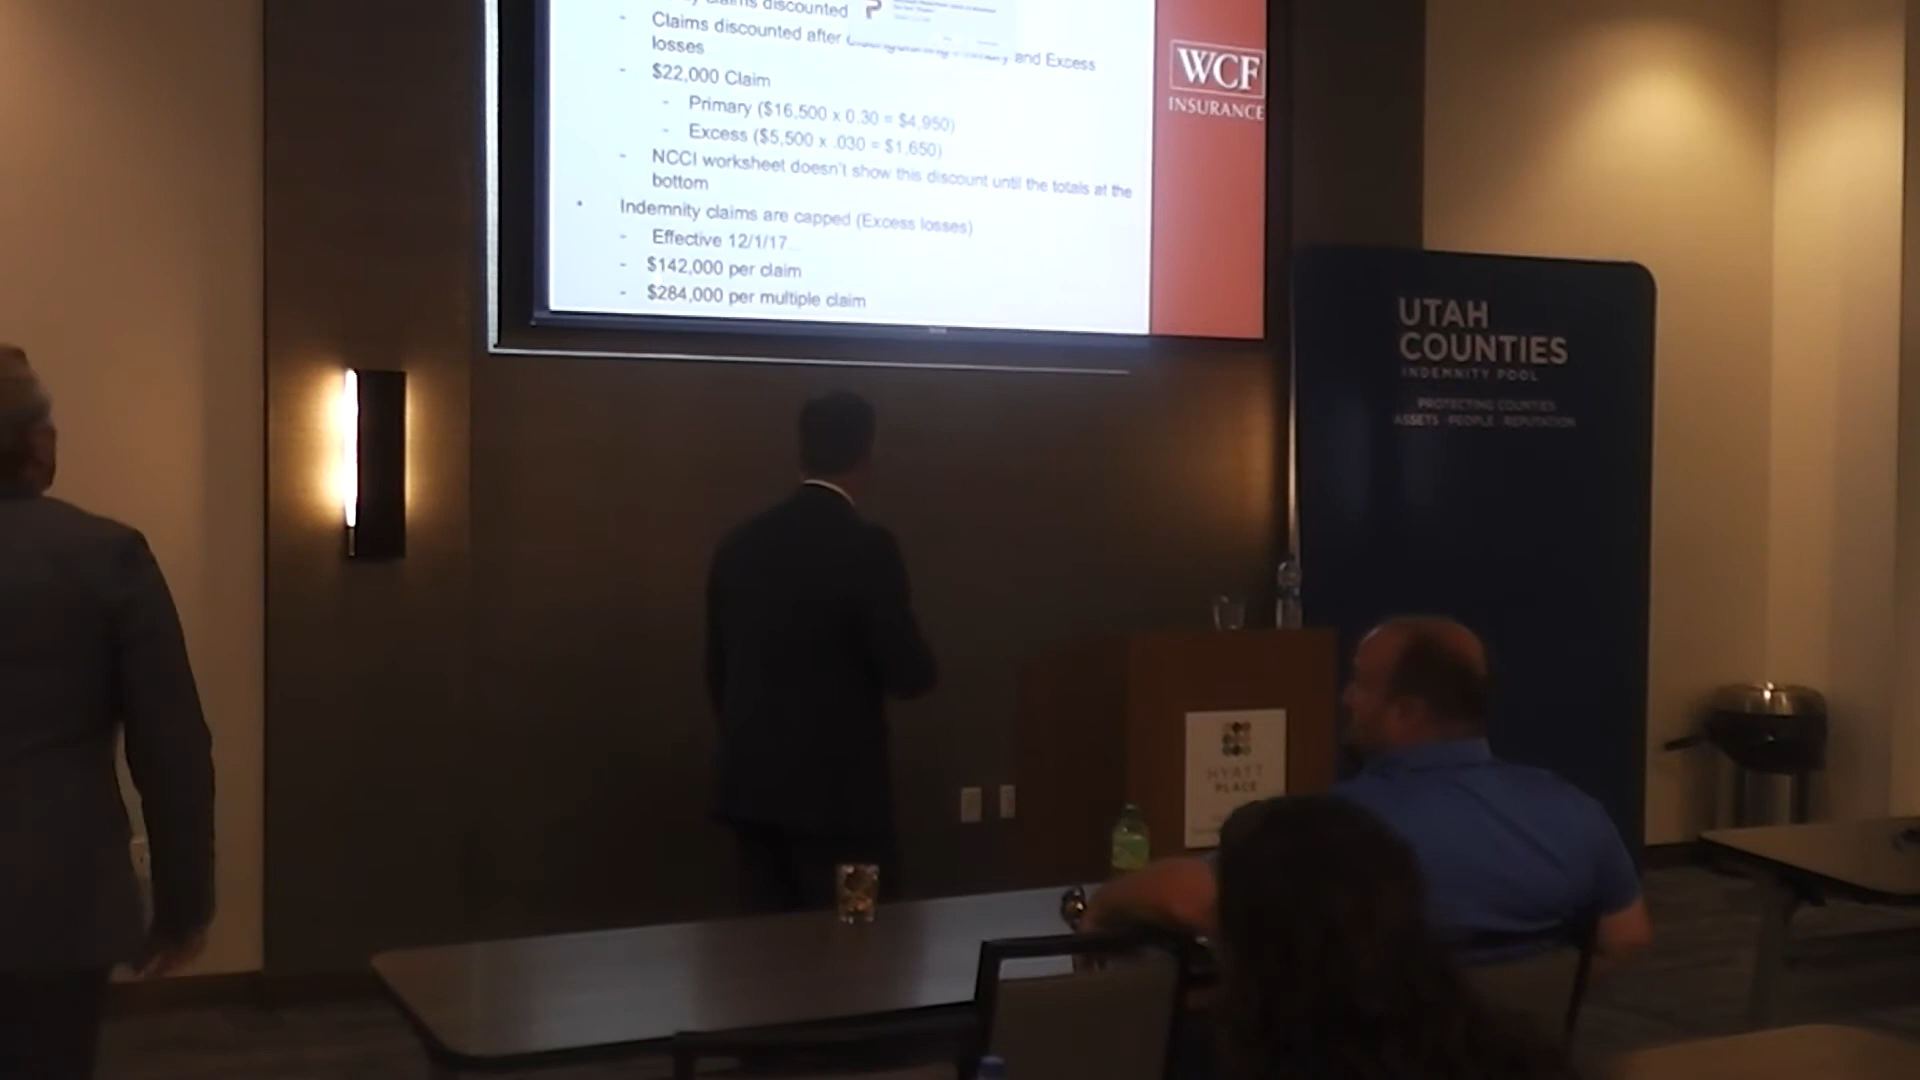 claims discounted
- Claims discounted after and Excess
losses
- $22,000 Claim
- Primary ($16,500 x 0.30 = $4,950)
- Excess ($5,500 x .030 = $1,650)
- NCCI worksheet doesn't show this discount until the totals at the
bottom
• Indemnity claims are capped (Excess losses)
- Effective 12/1/17
- $142,000 per claim
- $284,000 per multiple claim
WCF
INSURANCE
UTAH
COUNTIES
INDEMNITY POOL
PROTECTING COUNTIES
ASSETS · PEOPLE · REPUTATION
HYATT
PLACE